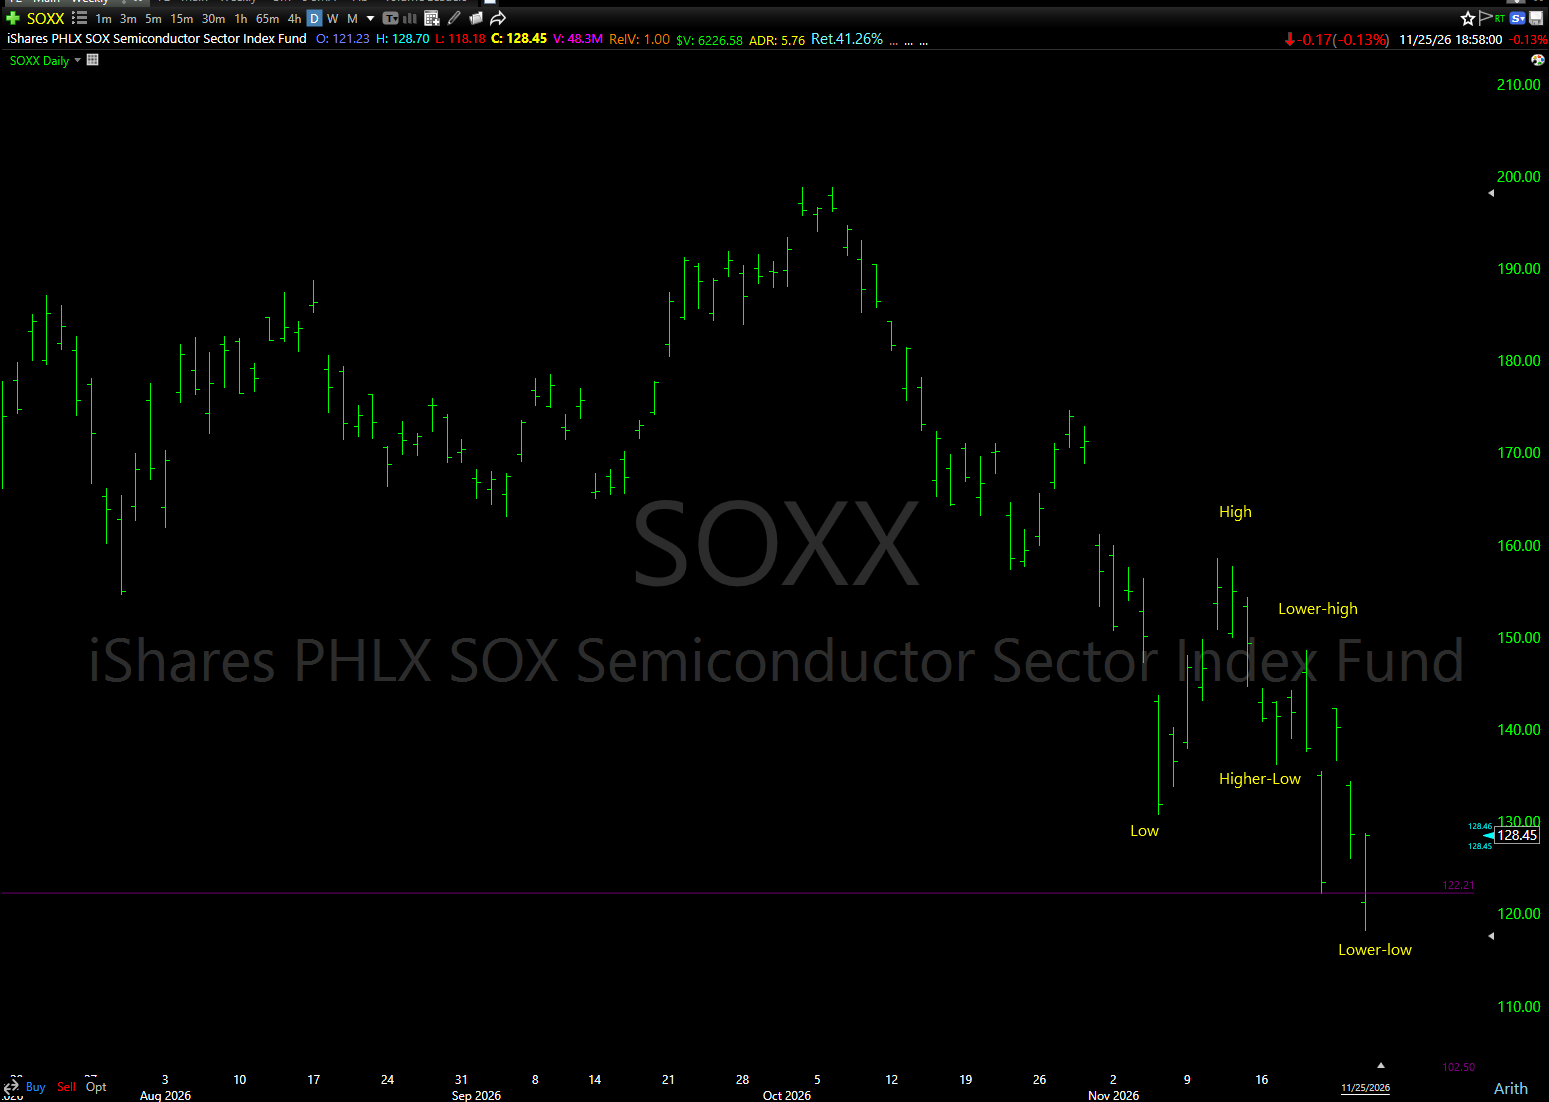 SOXX 1m 3m 5m 15m 30m 1h 65m 4h D W M RT
iShares PHLX SOX Semiconductor Sector Index Fund O: 121.23 H: 128.70 L: 118.18 C: 128.45 V: 48.3M RelV: 1.00 $V: 6226.58 ADR: 5.76 Ret.41.26% ... ... ... -0.17(-0.13%) 11/25/26 18:58:00 -0.13%
SOXX Daily
210.00
200.00
190.00
180.00
170.00
High
SOXX
160.00
Lower-high
150.00
iShares PHLX SOX Semiconductor Sector Index Fund
140.00
Higher-Low
130.00
128.46
Low
128.45
128.45
122.21
120.00
Lower-low
110.00
102.50
3 10 17 24 31 8 14 21 28 5 12 19 26 2 9 16
Buy Sell Opt
11/25/2026
Arith
Aug 2026 Sep 2026 Oct 2026 Nov 2026